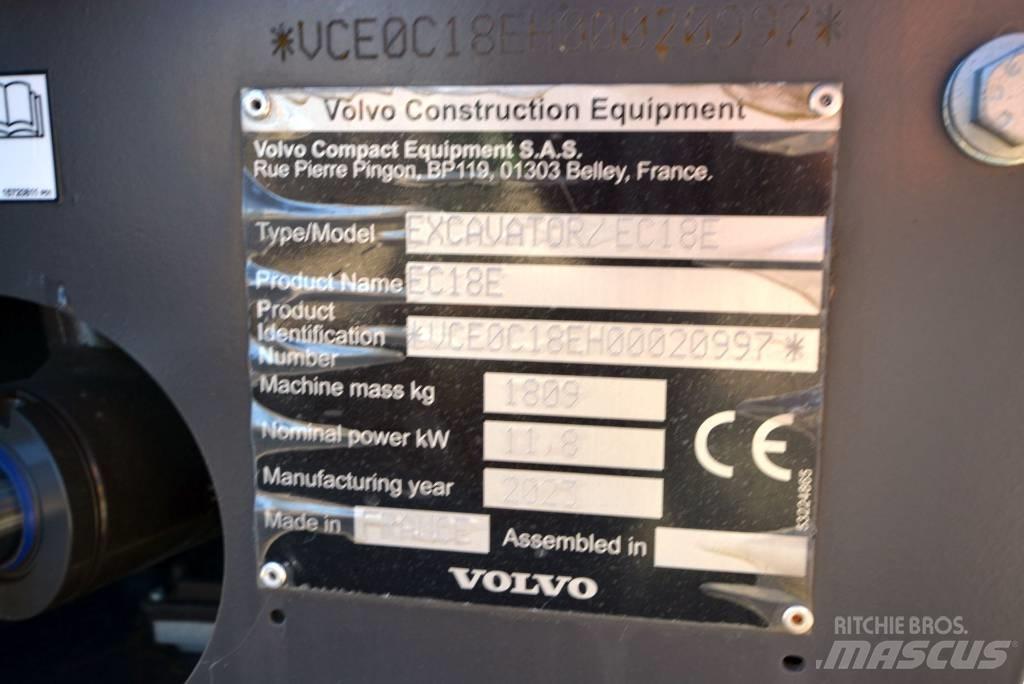 *VCE0C18EH00020997*
Volvo Construction Equipment
Volvo Compact Equipment S.A.S.
Rue Pierre Pingon, BP119, 01303 Belley, France.
Type/Model EXCAVATOR/EC18E
Product Name EC18E
Product
Identification
Number *VCE0C18EH00020997*
Machine mass kg 1809
Nominal power kW 11.8
Manufacturing year 2023
Made in FRANCE Assembled in
CE
VOLVO
RITCHIE BROS.
MASCUS